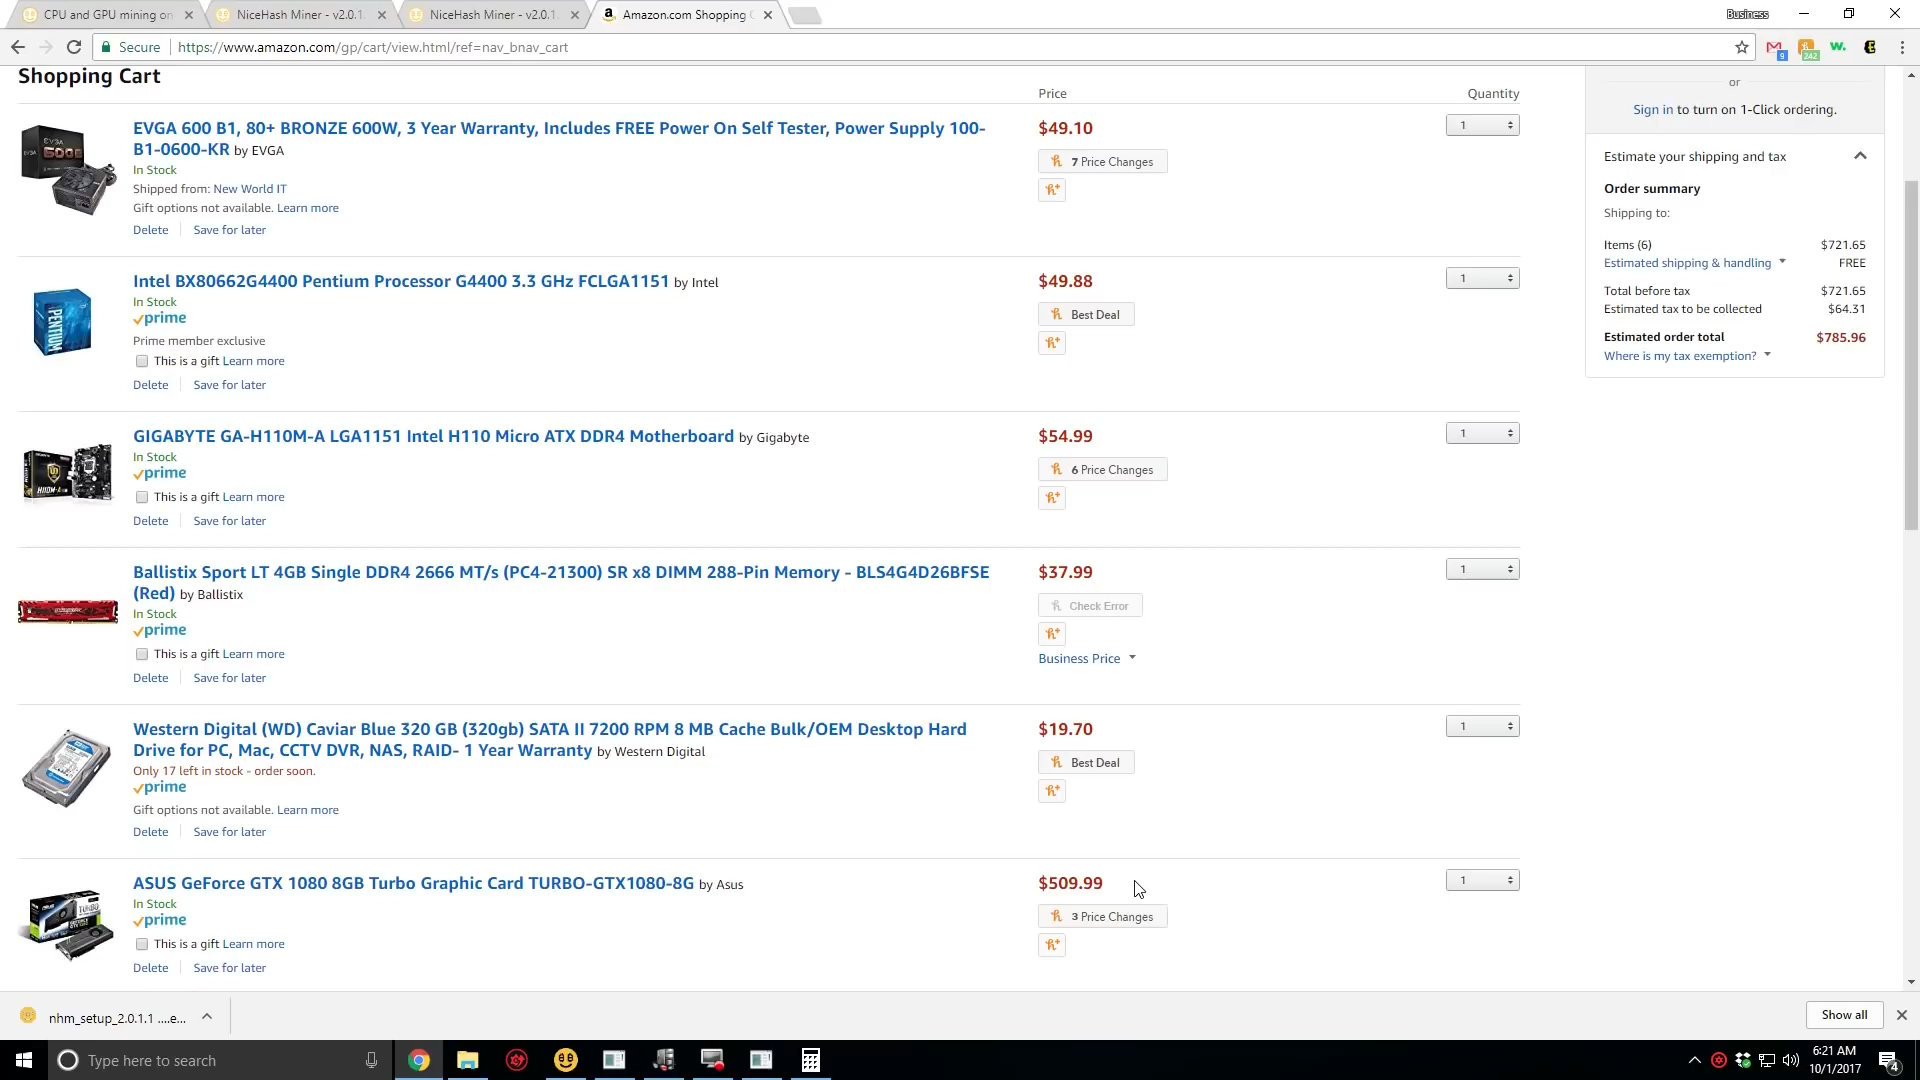 CPU and GPU mining on
NiceHash Miner - v2.0.1.
NiceHash Miner - v2.0.1.
Amazon.com Shopping
Business
Secure
https://www.amazon.com/gp/cart/view.html/ref=nav_bnav_cart
9
242
Shopping Cart
Price
Quantity
EVGA 600 B1, 80+ BRONZE 600W, 3 Year Warranty, Includes FREE Power On Self Tester, Power Supply 100-
B1-0600-KR by EVGA
In Stock
Shipped from: New World IT
Gift options not available. Learn more
Delete
Save for later
$49.10
7 Price Changes
1
Intel BX80662G4400 Pentium Processor G4400 3.3 GHz FCLGA1151 by Intel
In Stock
prime
Prime member exclusive
This is a gift Learn more
Delete
Save for later
$49.88
Best Deal
1
GIGABYTE GA-H110M-A LGA1151 Intel H110 Micro ATX DDR4 Motherboard by Gigabyte
In Stock
prime
This is a gift Learn more
Delete
Save for later
$54.99
6 Price Changes
1
Ballistix Sport LT 4GB Single DDR4 2666 MT/s (PC4-21300) SR x8 DIMM 288-Pin Memory - BLS4G4D26BFSE
(Red) by Ballistix
In Stock
prime
This is a gift Learn more
Delete
Save for later
$37.99
Check Error
Business Price
1
Western Digital (WD) Caviar Blue 320 GB (320gb) SATA II 7200 RPM 8 MB Cache Bulk/OEM Desktop Hard
Drive for PC, Mac, CCTV DVR, NAS, RAID- 1 Year Warranty by Western Digital
Only 17 left in stock - order soon.
prime
Gift options not available. Learn more
Delete
Save for later
$19.70
Best Deal
1
ASUS GeForce GTX 1080 8GB Turbo Graphic Card TURBO-GTX1080-8G by Asus
In Stock
prime
This is a gift Learn more
Delete
Save for later
$509.99
3 Price Changes
1
or
Sign in to turn on 1-Click ordering.
Estimate your shipping and tax
Order summary
Shipping to:
Items (6) $721.65
Estimated shipping & handling FREE
Total before tax $721.65
Estimated tax to be collected $64.31
Estimated order total $785.96
Where is my tax exemption?
nhm_setup_2.0.1.1 ....e...
Show all
Type here to search
6:21 AM
10/1/2017
4